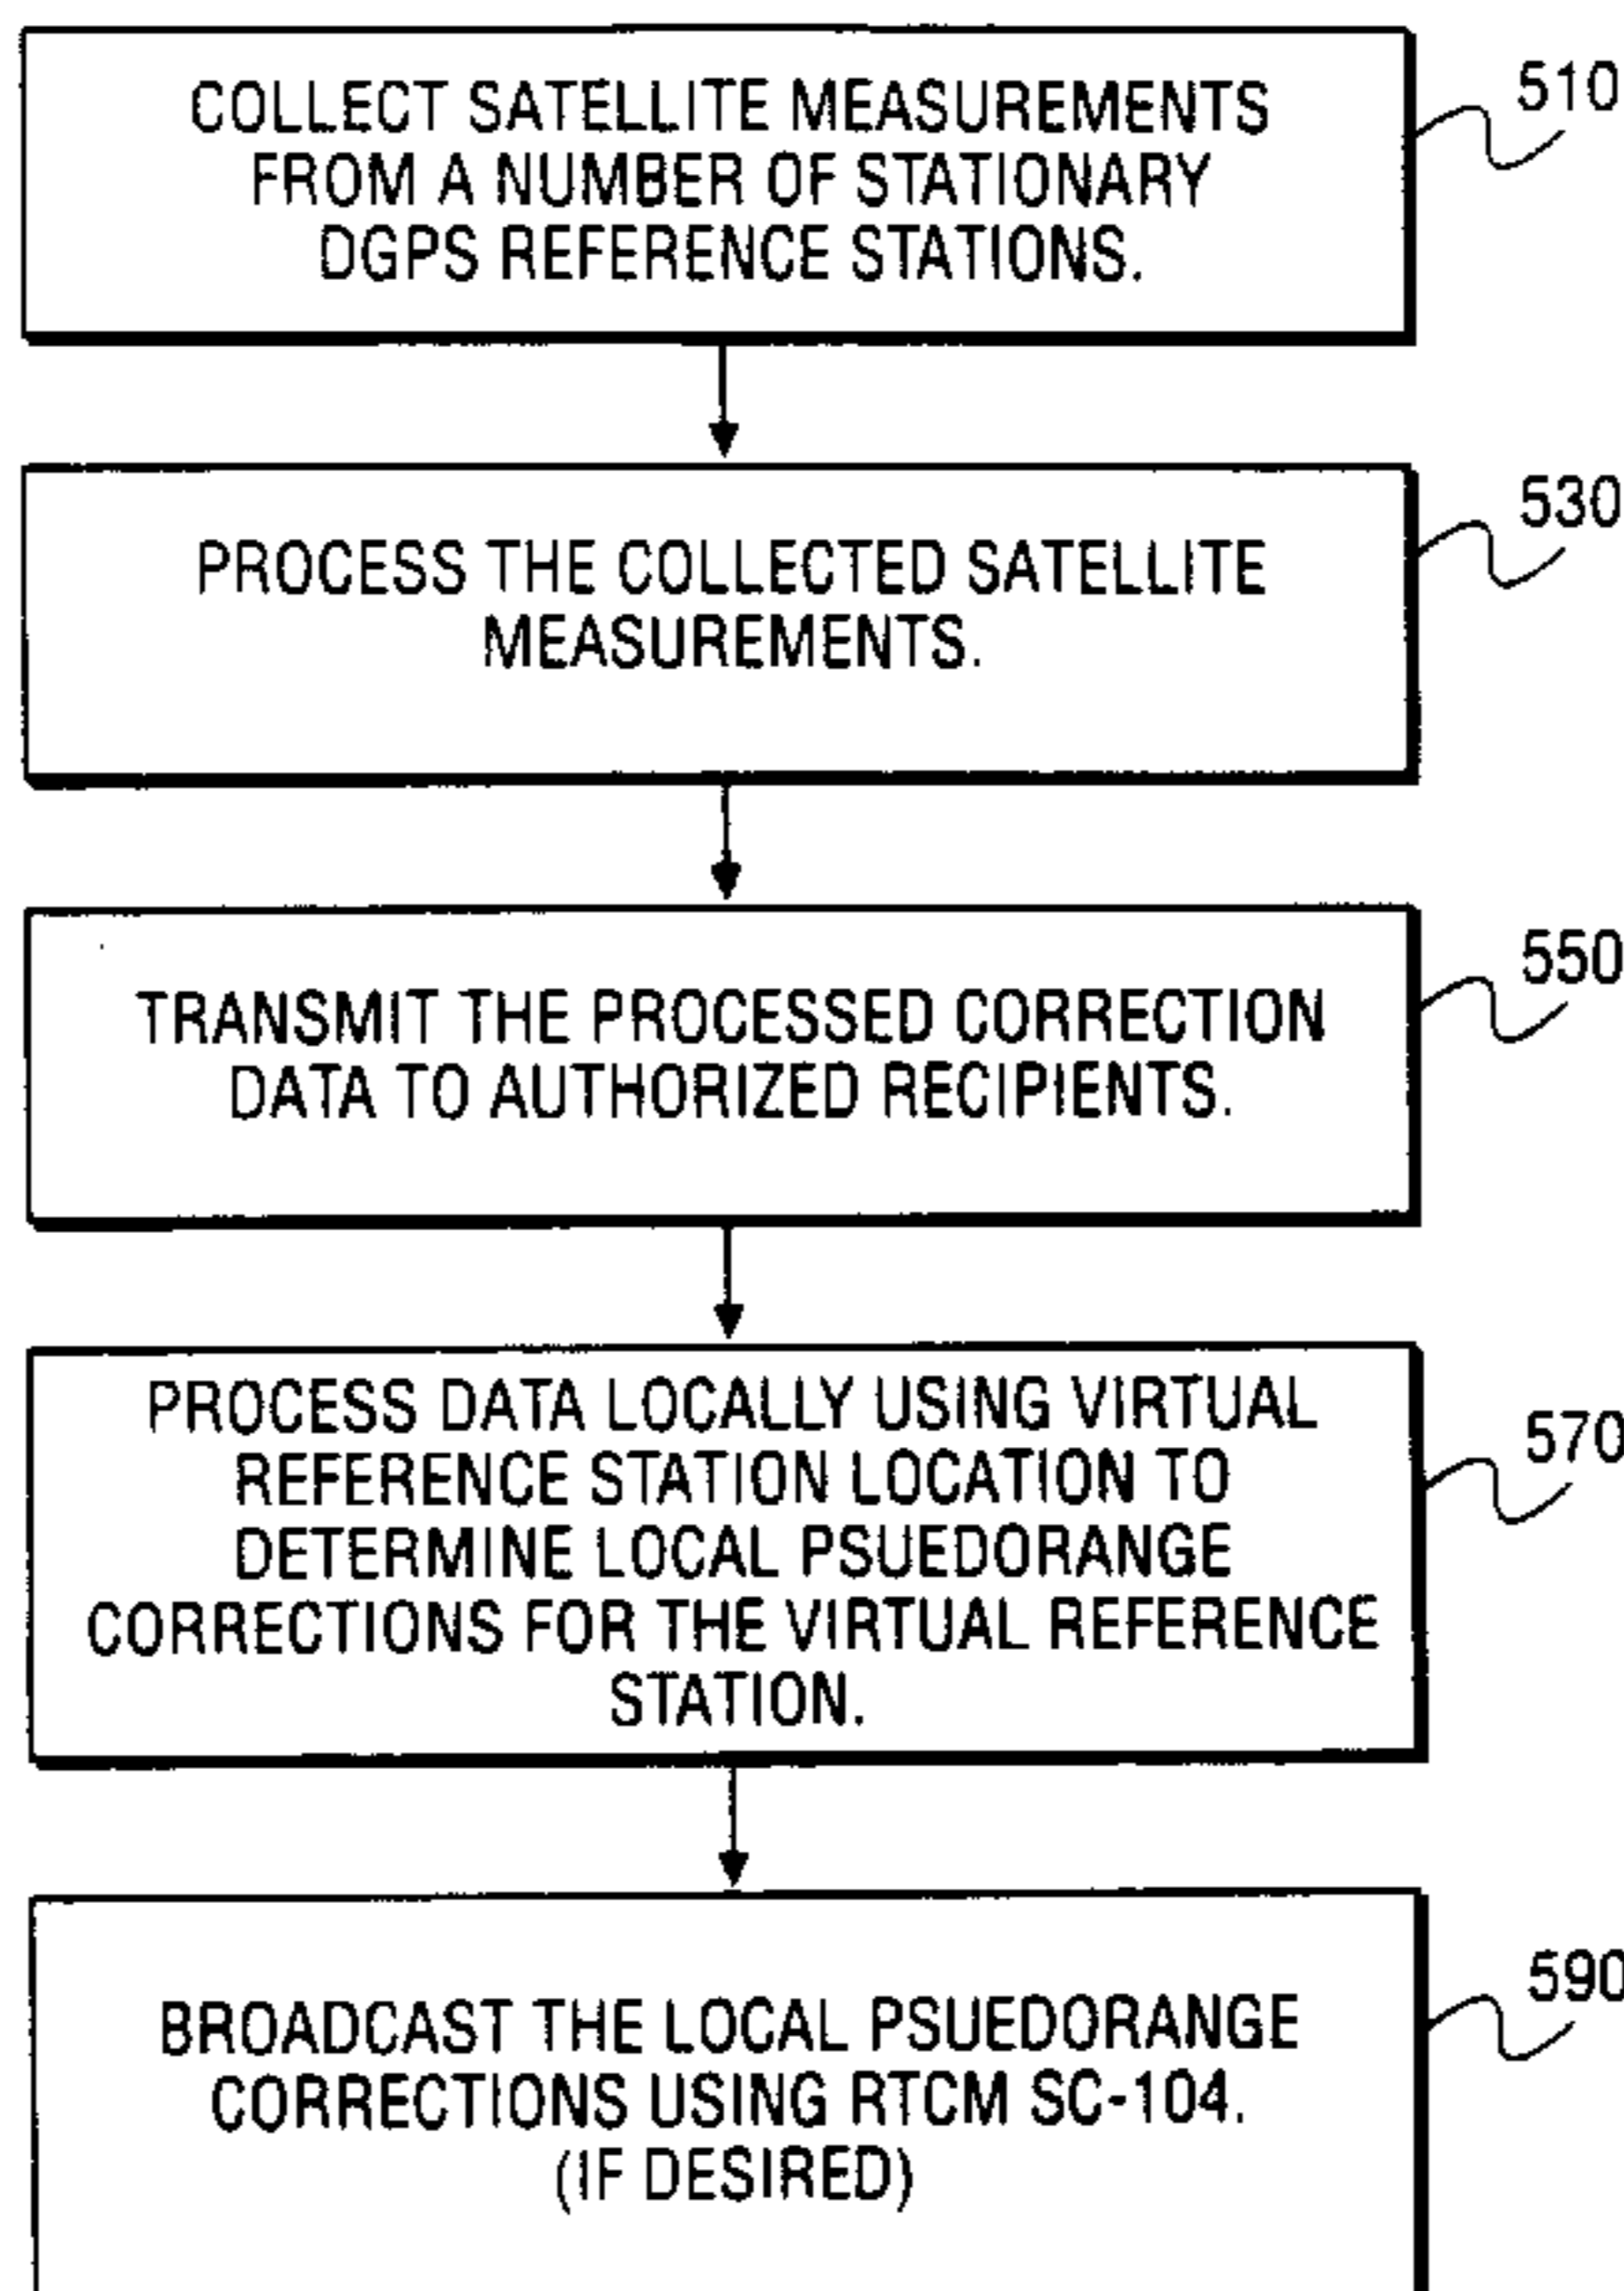 COLLECT SATELLITE MEASUREMENTS
FROM A NUMBER OF STATIONARY
DGPS REFERENCE STATIONS.
510
PROCESS THE COLLECTED SATELLITE
MEASUREMENTS.
530
TRANSMIT THE PROCESSED CORRECTION
DATA TO AUTHORIZED RECIPIENTS.
550
PROCESS DATA LOCALLY USING VIRTUAL
REFERENCE STATION LOCATION TO
DETERMINE LOCAL PSUEDORANGE
CORRECTIONS FOR THE VIRTUAL REFERENCE
STATION.
570
BROADCAST THE LOCAL PSUEDORANGE
CORRECTIONS USING RTCM SC-104.
(IF DESIRED)
590